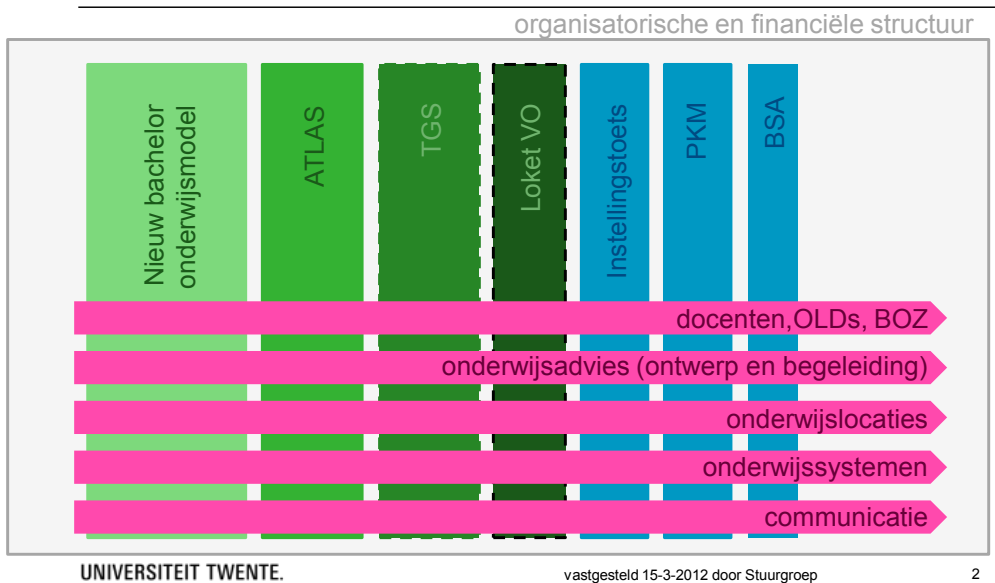 organisatorische en financiële structuur
Nieuw bachelor
onderwijsmodel
ATLAS
TGS
Loket VO
Instellingstoets
PKM
BSA
docenten,OLDs, BOZ
onderwijsadvies (ontwerp en begeleiding)
onderwijslocaties
onderwijssystemen
communicatie
UNIVERSITEIT TWENTE.
vastgesteld 15-3-2012 door Stuurgroep
2